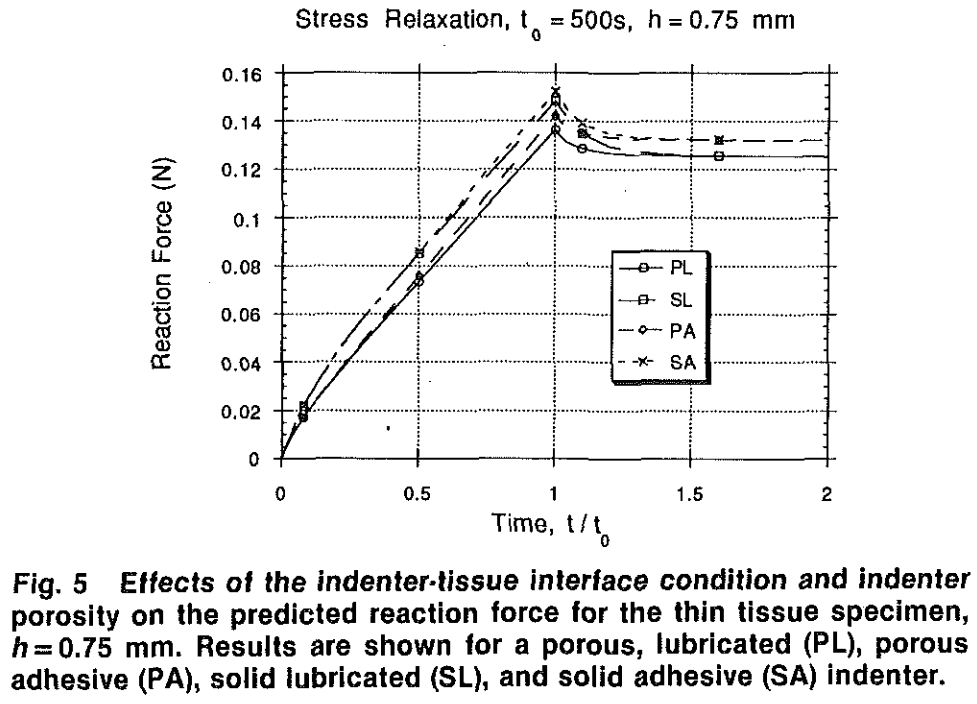 Stress Relaxation, t₀ = 500s, h = 0.75 mm
Reaction Force (N)
0.16
0.14
0.12
0.1
0.08
0.06
0.04
0.02
0
PL
SL
PA
SA
0 0.5 1 1.5 2
Time, t / t₀
Fig. 5 Effects of the indenter-tissue interface condition and indenter
porosity on the predicted reaction force for the thin tissue specimen,
h = 0.75 mm. Results are shown for a porous, lubricated (PL), porous
adhesive (PA), solid lubricated (SL), and solid adhesive (SA) indenter.